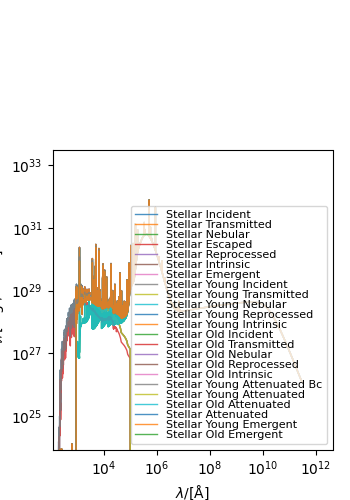 10^33
10^31
10^29
10^27
10^25
Stellar Incident
Stellar Transmitted
Stellar Nebular
Stellar Escaped
Stellar Reprocessed
Stellar Intrinsic
Stellar Emergent
Stellar Young Incident
Stellar Young Transmitted
Stellar Young Nebular
Stellar Young Reprocessed
Stellar Young Intrinsic
Stellar Old Incident
Stellar Old Transmitted
Stellar Old Nebular
Stellar Old Reprocessed
Stellar Old Intrinsic
Stellar Young Attenuated Bc
Stellar Young Attenuated
Stellar Old Attenuated
Stellar Attenuated
Stellar Young Emergent
Stellar Old Emergent
10^4 10^6 10^8 10^10 10^12
λ/[Å]